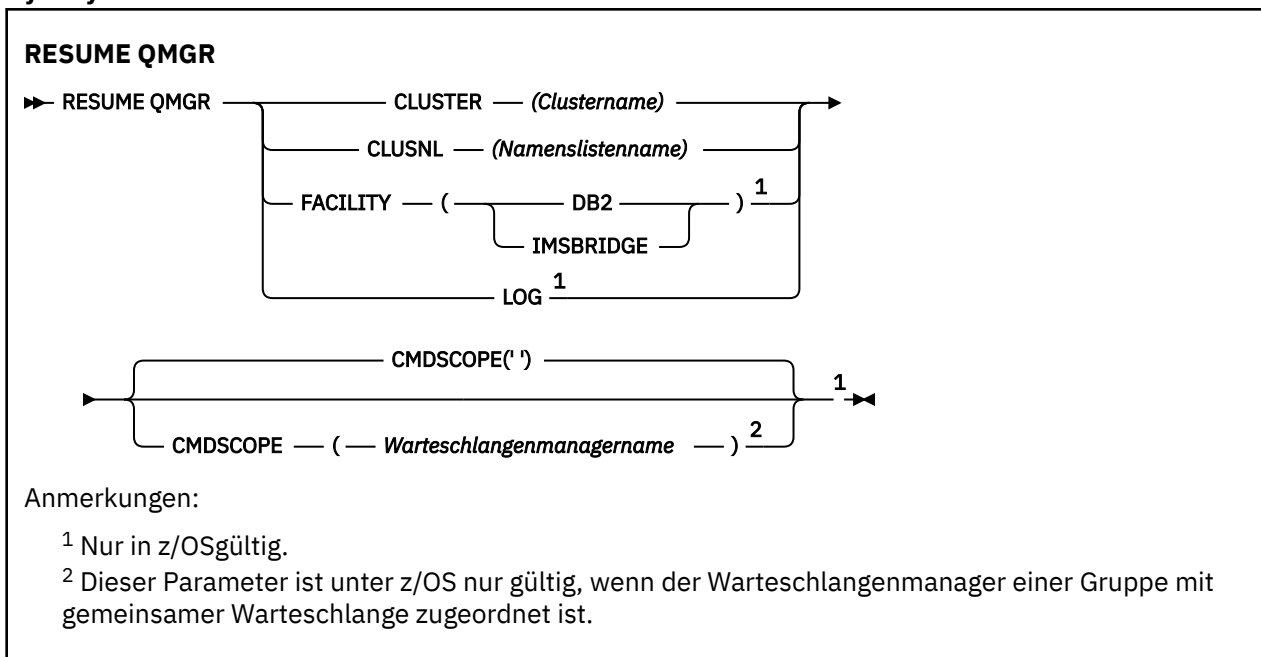 RESUME QMGR
RESUME QMGR CLUSTER (Clustername)
CLUSNL (Namenslistenname)
FACILITY ( DB2 ) 1
IMSBRIDGE
LOG 1
CMDSCOPE(' ')
1
CMDSCOPE ( Warteschlangenmanagername ) 2
Anmerkungen:
1 Nur in z/OSgültig.
2 Dieser Parameter ist unter z/OS nur gültig, wenn der Warteschlangenmanager einer Gruppe mit
gemeinsamer Warteschlange zugeordnet ist.